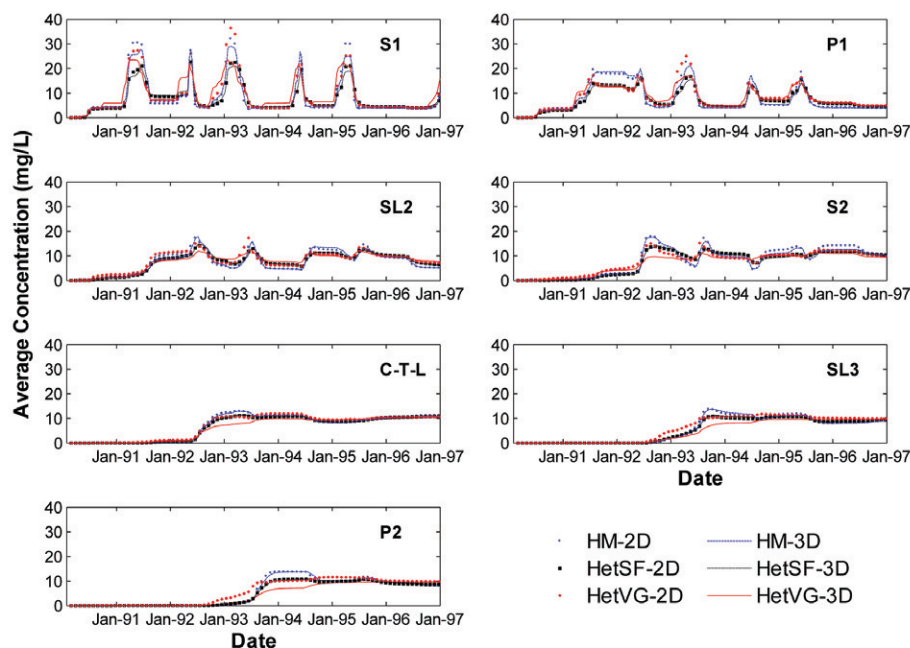 Average Concentration (mg/L)
40
30
20
10
0
S1
Jan-91 Jan-92 Jan-93 Jan-94 Jan-95 Jan-96 Jan-97
40
30
20
10
0
P1
Jan-91 Jan-92 Jan-93 Jan-94 Jan-95 Jan-96 Jan-97
40
30
20
10
0
SL2
Jan-91 Jan-92 Jan-93 Jan-94 Jan-95 Jan-96 Jan-97
40
30
20
10
0
S2
Jan-91 Jan-92 Jan-93 Jan-94 Jan-95 Jan-96 Jan-97
40
30
20
10
0
C-T-L
Jan-91 Jan-92 Jan-93 Jan-94 Jan-95 Jan-96 Jan-97
40
30
20
10
0
SL3
Jan-91 Jan-92 Jan-93 Jan-94 Jan-95 Jan-96 Jan-97
Date
40
30
20
10
0
P2
Jan-91 Jan-92 Jan-93 Jan-94 Jan-95 Jan-96 Jan-97
Date
HM-2D HM-3D
HetSF-2D HetSF-3D
HetVG-2D HetVG-3D